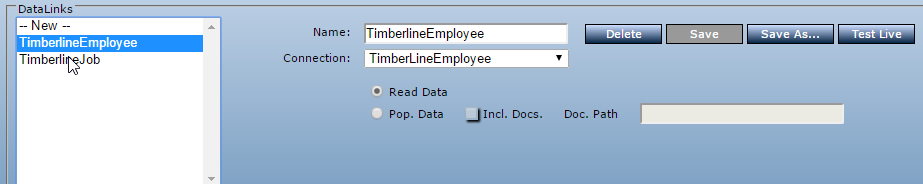 DataLinks
-- New --
TimberlineEmployee
TimberlineJob
Name: TimberlineEmployee Delete Save Save As... Test Live
Connection: TimberLineEmployee
Read Data
Pop. Data Incl. Docs. Doc. Path